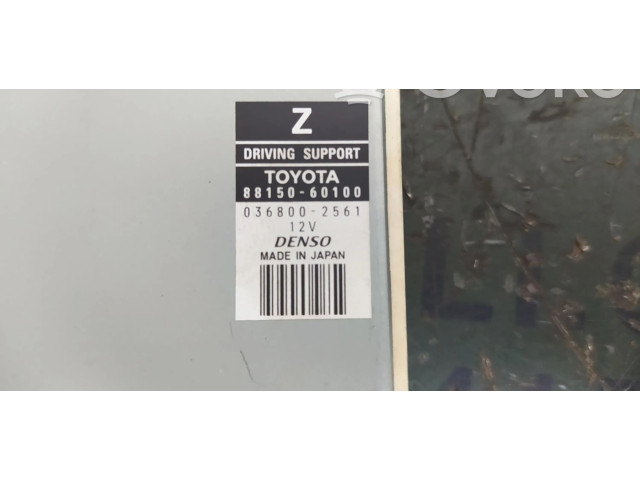 Z
DRIVING SUPPORT
TOYOTA
88150-60100
036800-2561
12V
DENSO
MADE IN JAPAN